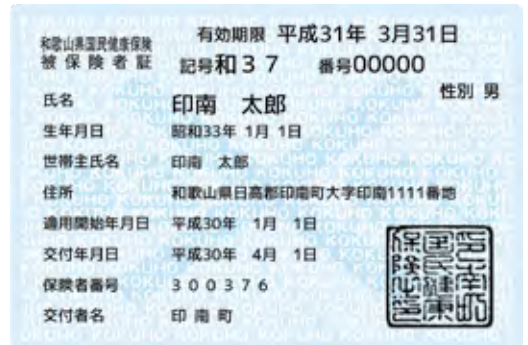 和歌山県国民健康保険
被保険者証
有効期限 平成31年 3月31日
記号和37 番号00000
性別 男
氏名 印南 太郎
生年月日 昭和33年 1月 1日
世帯主氏名 印南 太郎
住所 和歌山県日高郡印南町大字印南1111番地
適用開始年月日 平成30年 1月 1日
交付年月日 平成30年 4月 1日
保険者番号 300376
交付者名 印南町
KOKUHO